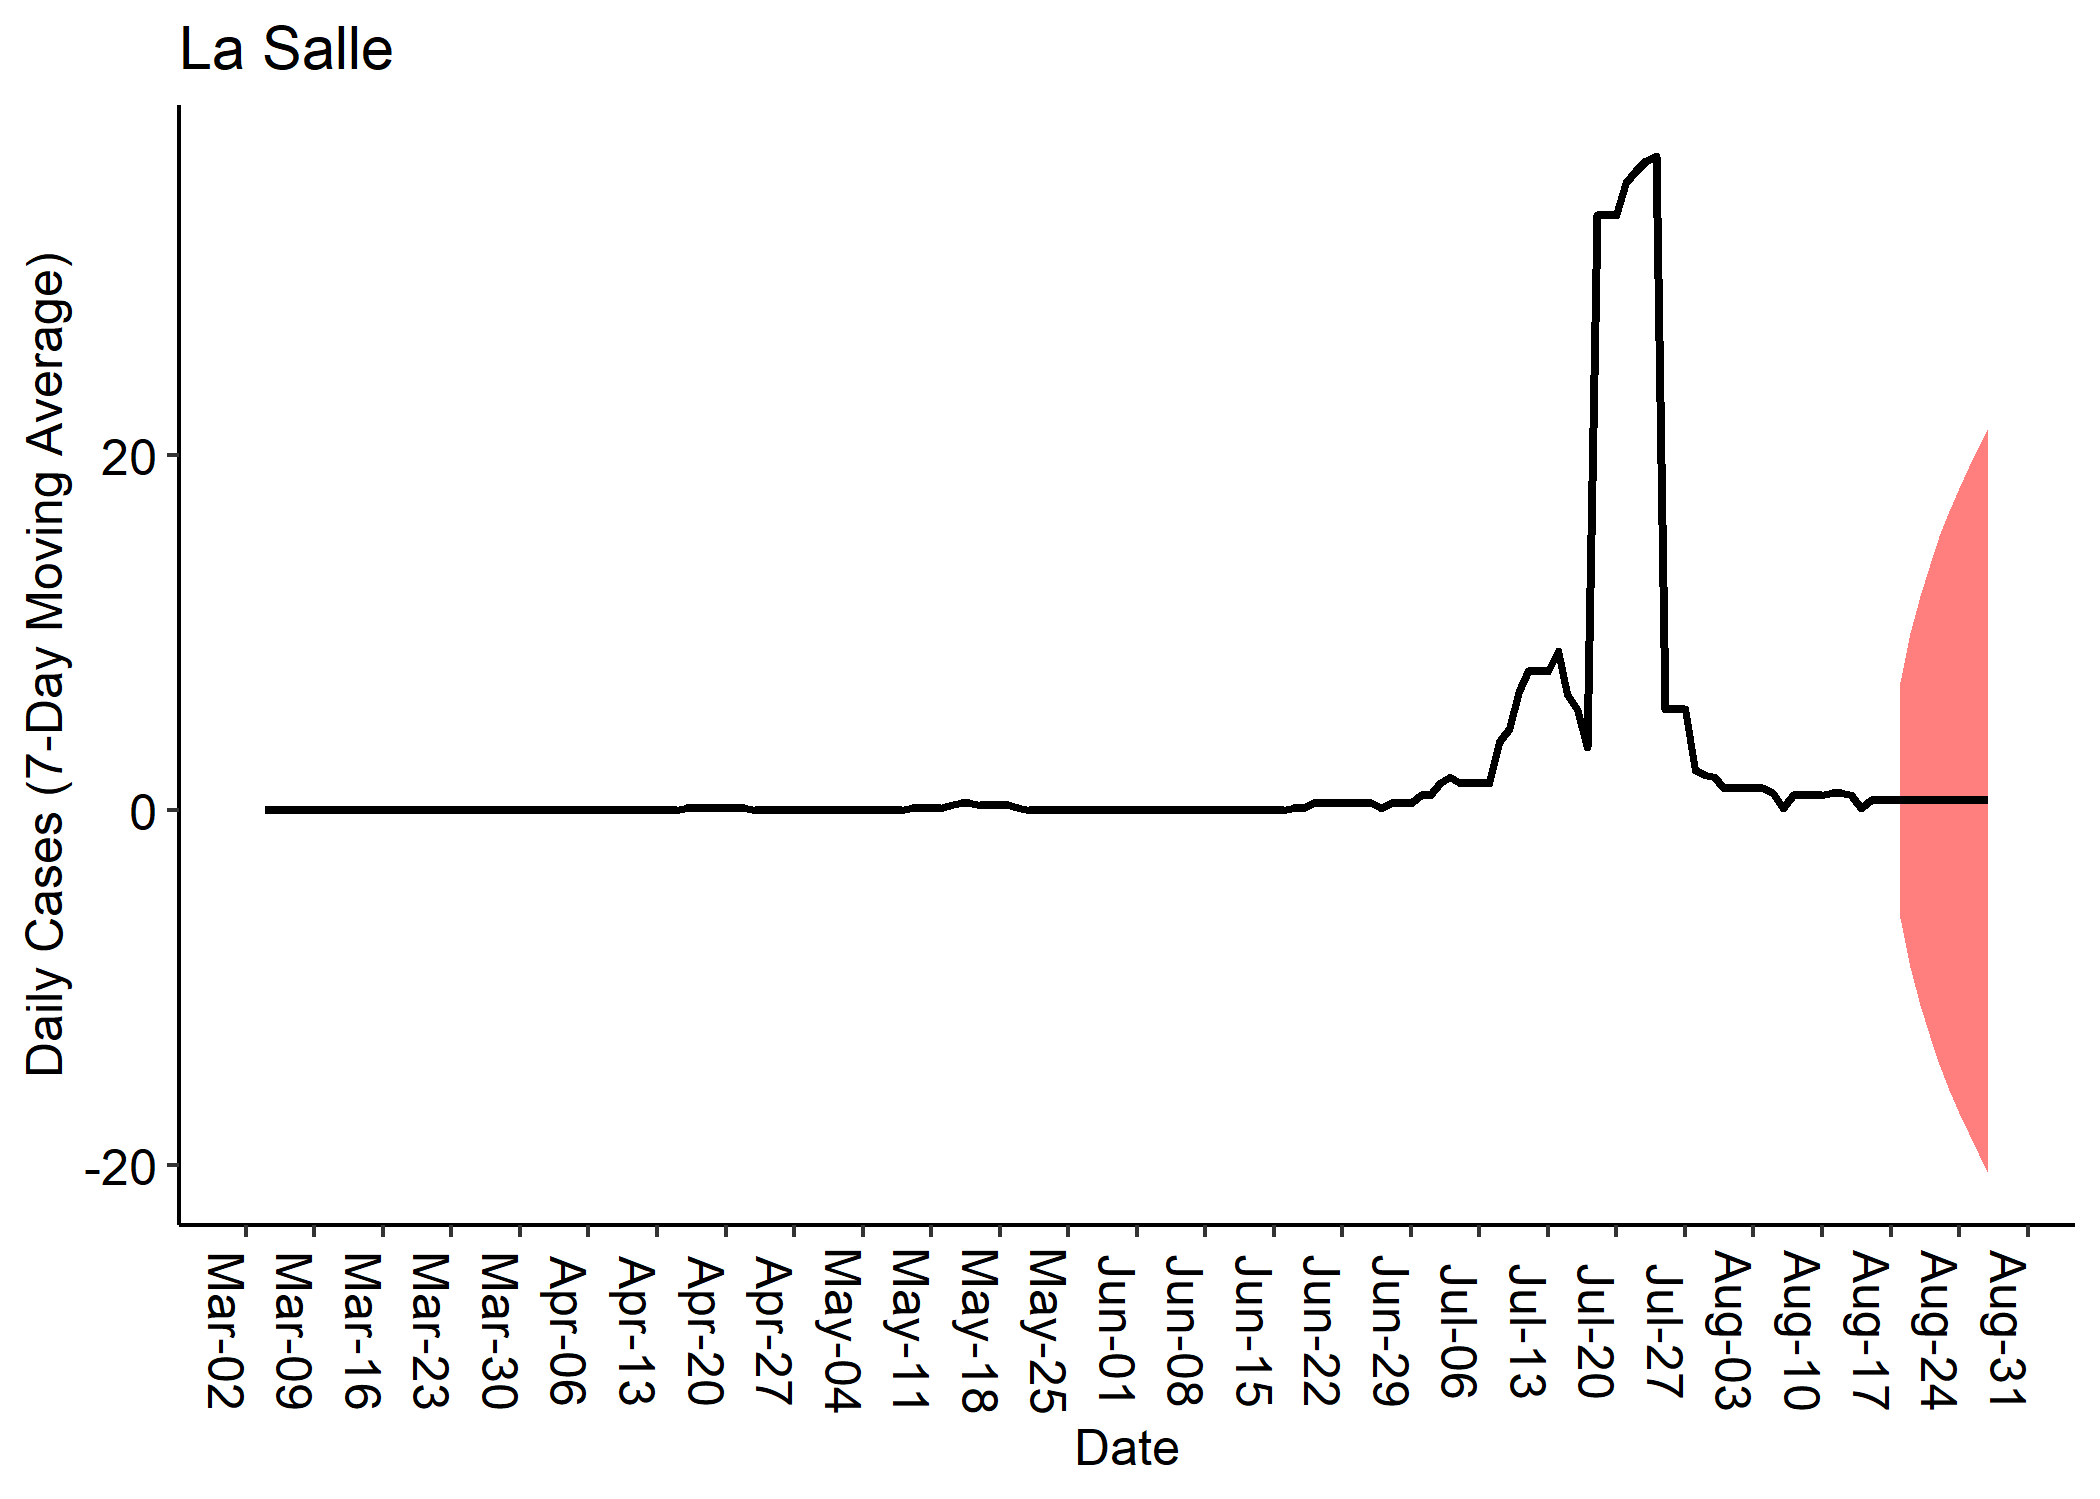 La Salle
Daily Cases (7-Day Moving Average)
20
0
-20
Mar-02
Mar-09
Mar-16
Mar-23
Mar-30
Apr-06
Apr-13
Apr-20
Apr-27
May-04
May-11
May-18
May-25
Jun-01
Jun-08
Jun-15
Jun-22
Jun-29
Jul-06
Jul-13
Jul-20
Jul-27
Aug-03
Aug-10
Aug-17
Aug-24
Aug-31
Date